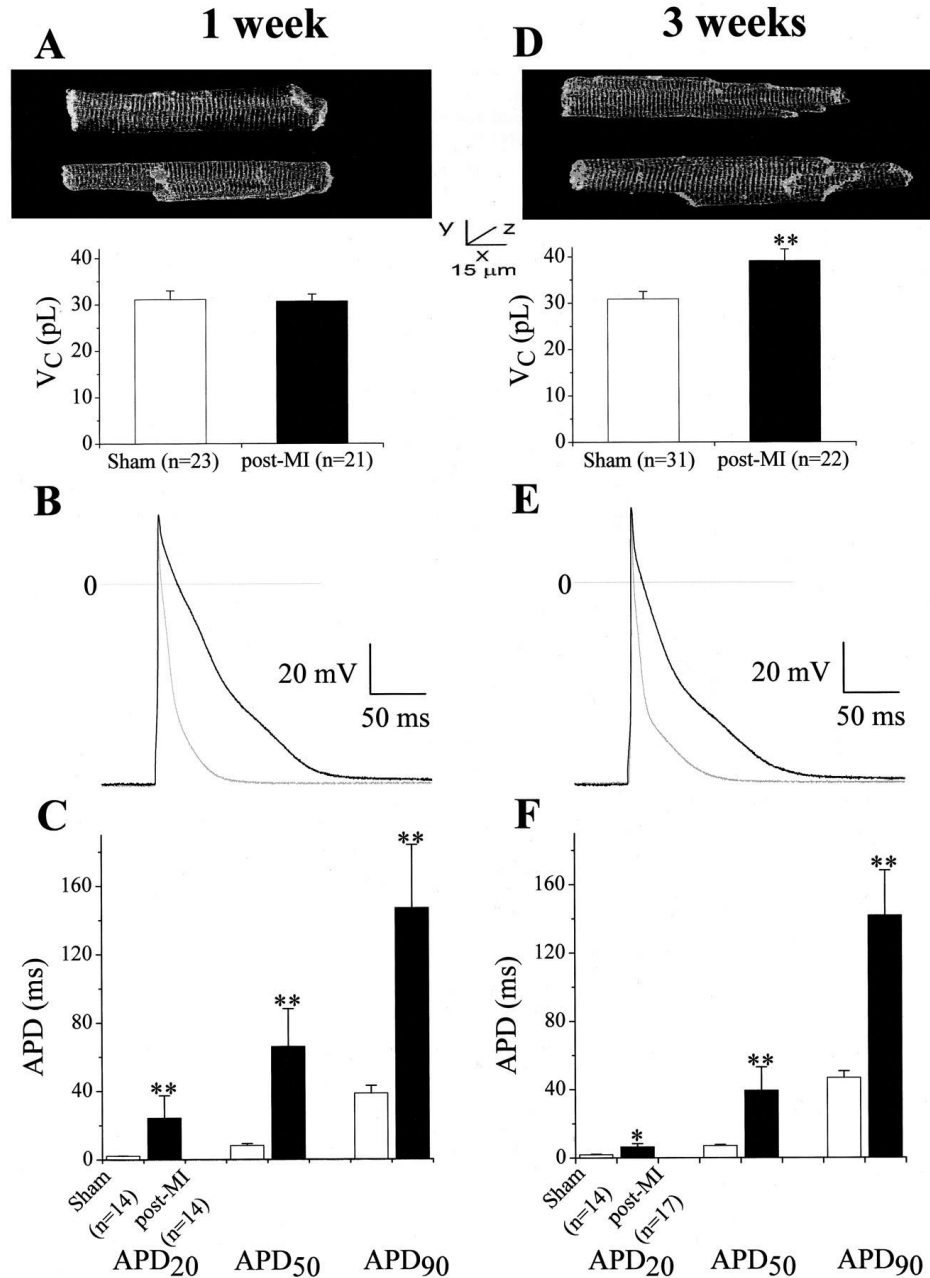 1 week
3 weeks
A
D
40
30
20
10
0
VC (pL)
Sham (n=23)
post-MI (n=21)
y
z
x
15 μm
**
40
30
20
10
0
VC (pL)
Sham (n=31)
post-MI (n=22)
B
0
20 mV
50 ms
E
0
20 mV
50 ms
C
160
120
80
40
0
APD (ms)
**
**
**
Sham
(n=14)
post-MI
(n=14)
APD20
APD50
APD90
F
160
120
80
40
0
APD (ms)
*
**
**
Sham
(n=14)
post-MI
(n=17)
APD20
APD50
APD90